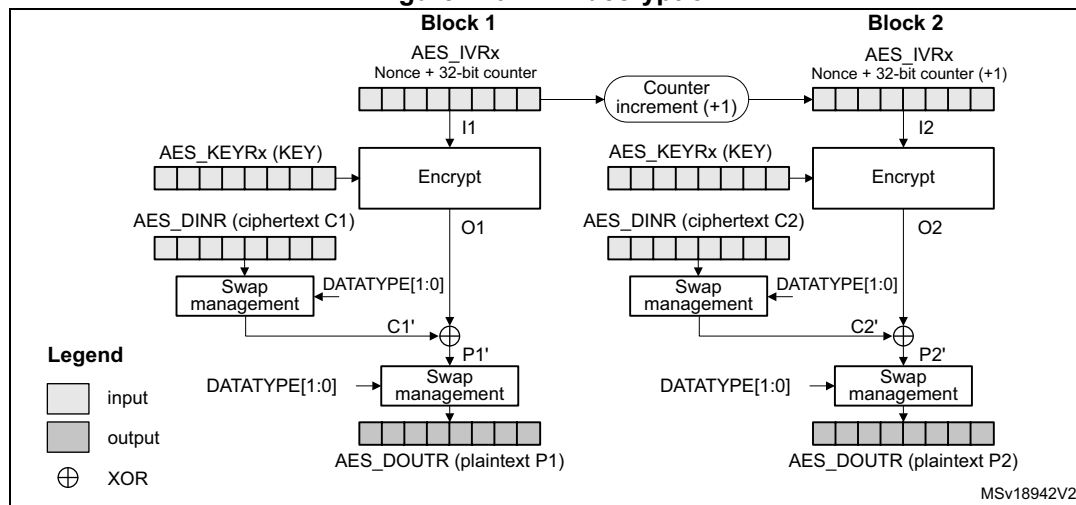 Block 1
Block 2
AES_IVRx
Nonce + 32-bit counter
Counter
increment (+1)
AES_IVRx
Nonce + 32-bit counter (+1)
I1
I2
AES_KEYRx (KEY)
Encrypt
AES_KEYRx (KEY)
Encrypt
AES_DINR (ciphertext C1)
O1
AES_DINR (ciphertext C2)
O2
Swap
management
DATATYPE[1:0]
Swap
management
DATATYPE[1:0]
C1'
C2'
Legend
P1'
P2'
input
DATATYPE[1:0]
Swap
management
DATATYPE[1:0]
Swap
management
output
AES_DOUTR (plaintext P1)
AES_DOUTR (plaintext P2)
XOR
MSv18942V2